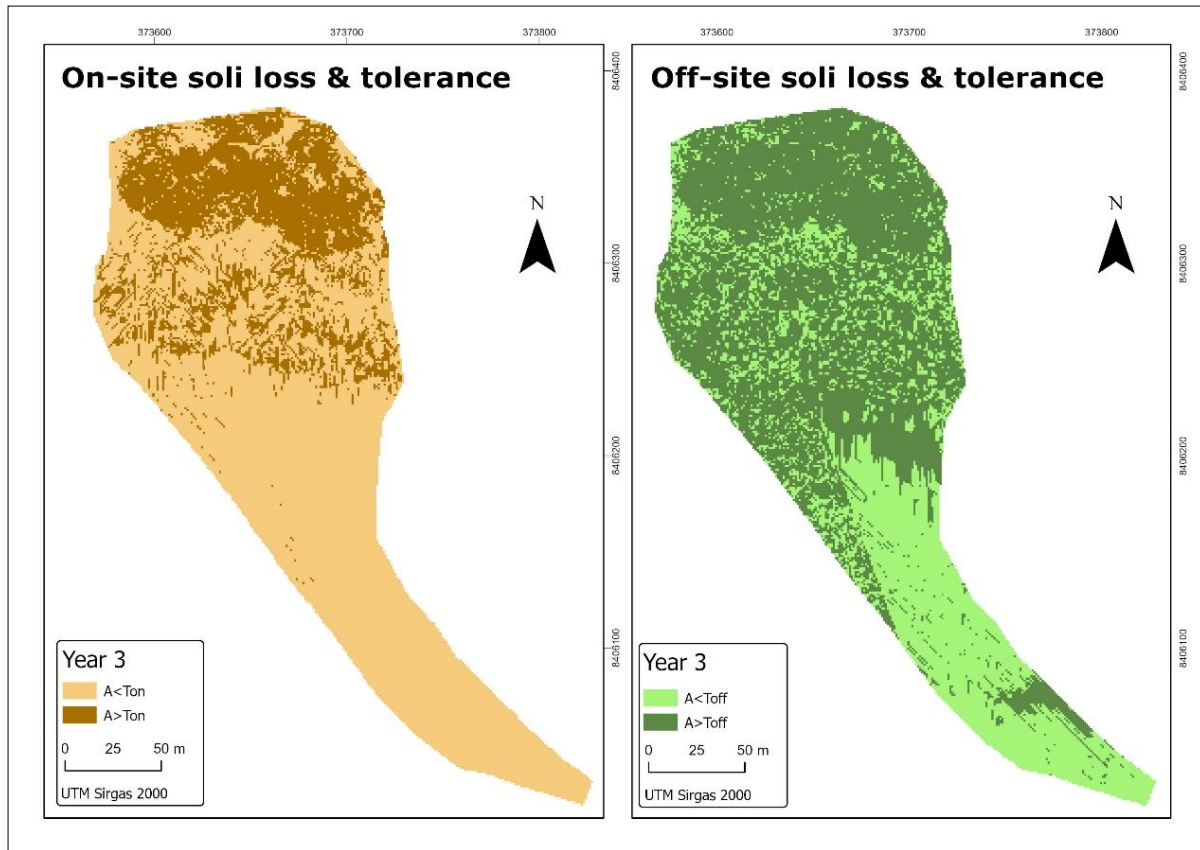 373600 373700 373800 373600 373700 373800
On-site soli loss & tolerance
8406400
Off-site soli loss & tolerance
8406400
N
N
8406300
8406300
8406200
8406200
8406100
8406100
Year 3
A<Ton
A>Ton
0 25 50 m
UTM Sirgas 2000
Year 3
A<Toff
A>Toff
0 25 50 m
UTM Sirgas 2000